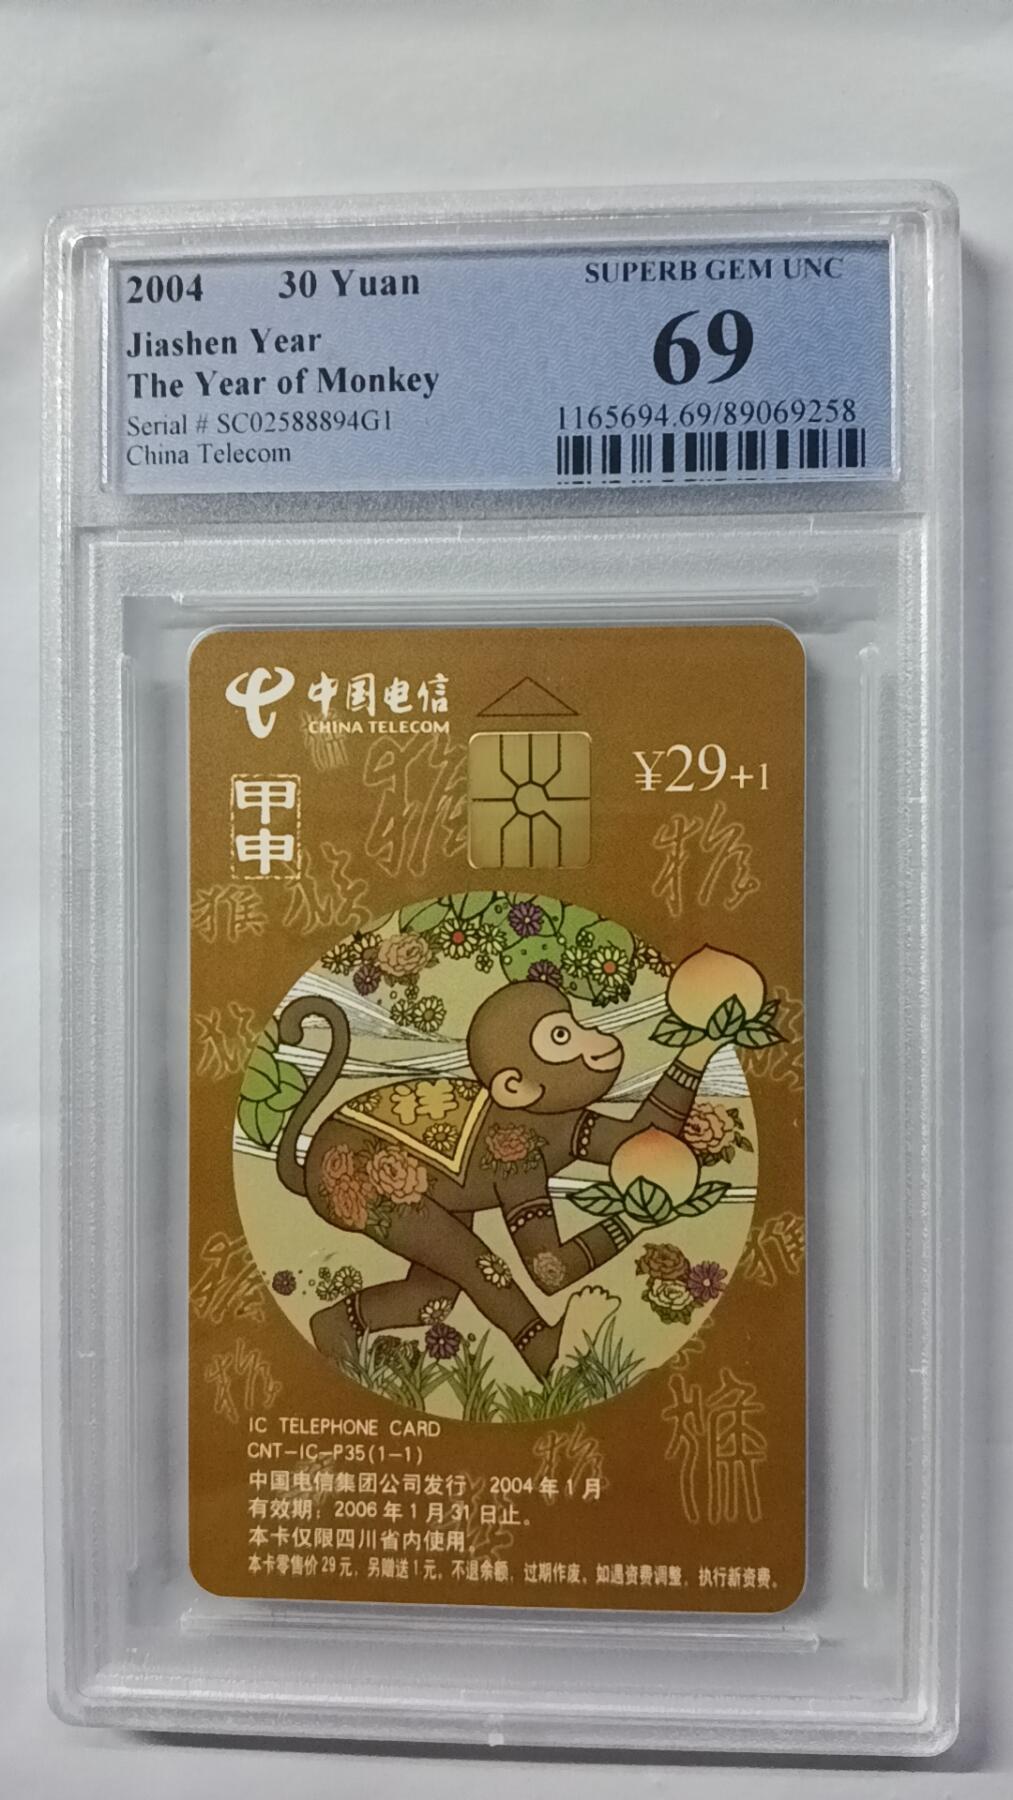 2004 30 Yuan
SUPERB GEM UNC
Jiashen Year
69
The Year of Monkey
Serial # SC02588894G1
1165694.69/89069258
China Telecom
中国电信
CHINA TELECOM
¥29+1
甲
申
猴
祥
IC TELEPHONE CARD
CNT-IC-P35(1-1)
中国电信集团公司发行 2004年1月
有效期：2006年1月31日止。
本卡仅限四川省内使用。
本卡零售价29元，另赠送1元，不退余额，过期作废。如遇资费调整，执行新资费。